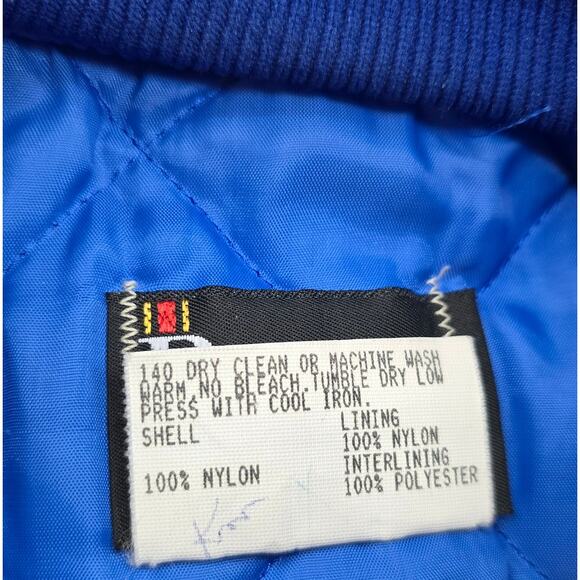 140 DRY CLEAN OR MACHINE WASH
WARM,NO BLEACH,TUMBLE DRY LOW
PRESS WITH COOL IRON.
SHELL LINING
100% NYLON
INTERLINING
100% NYLON 100% POLYESTER